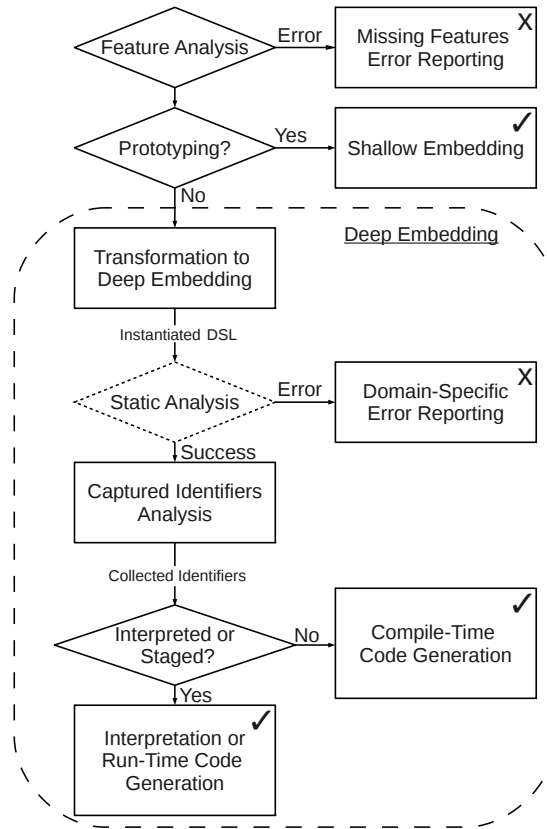 Feature Analysis
Error
Missing Features
Error Reporting
X
Prototyping?
Yes
Shallow Embedding
✓
No
Deep Embedding
Transformation to
Deep Embedding
Instantiated DSL
Static Analysis
Error
Domain-Specific
Error Reporting
X
Success
Captured Identifiers
Analysis
Collected Identifiers
Interpreted or
Staged?
No
Compile-Time
Code Generation
✓
Yes
Interpretation or
Run-Time Code
Generation
✓